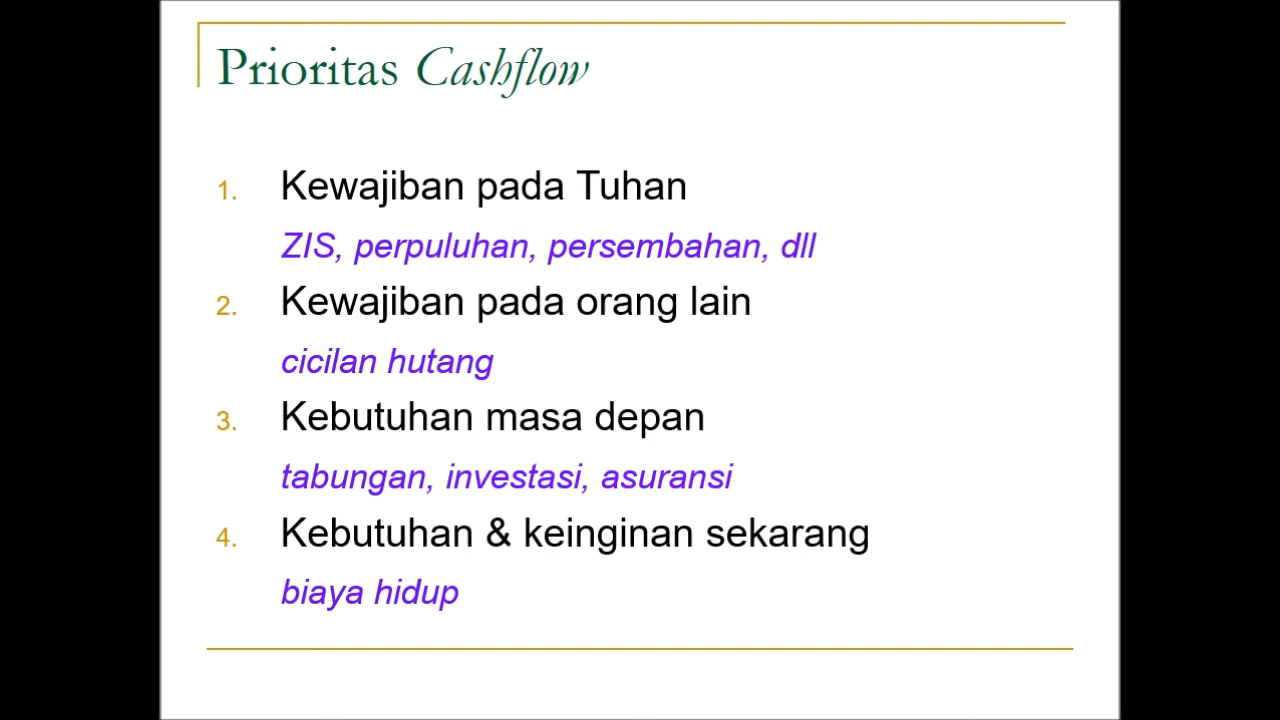 Prioritas Cashflow
1. Kewajiban pada Tuhan
ZIS, perpuluhan, persembahan, dll
2. Kewajiban pada orang lain
cicilan hutang
3. Kebutuhan masa depan
tabungan, investasi, asuransi
4. Kebutuhan & keinginan sekarang
biaya hidup